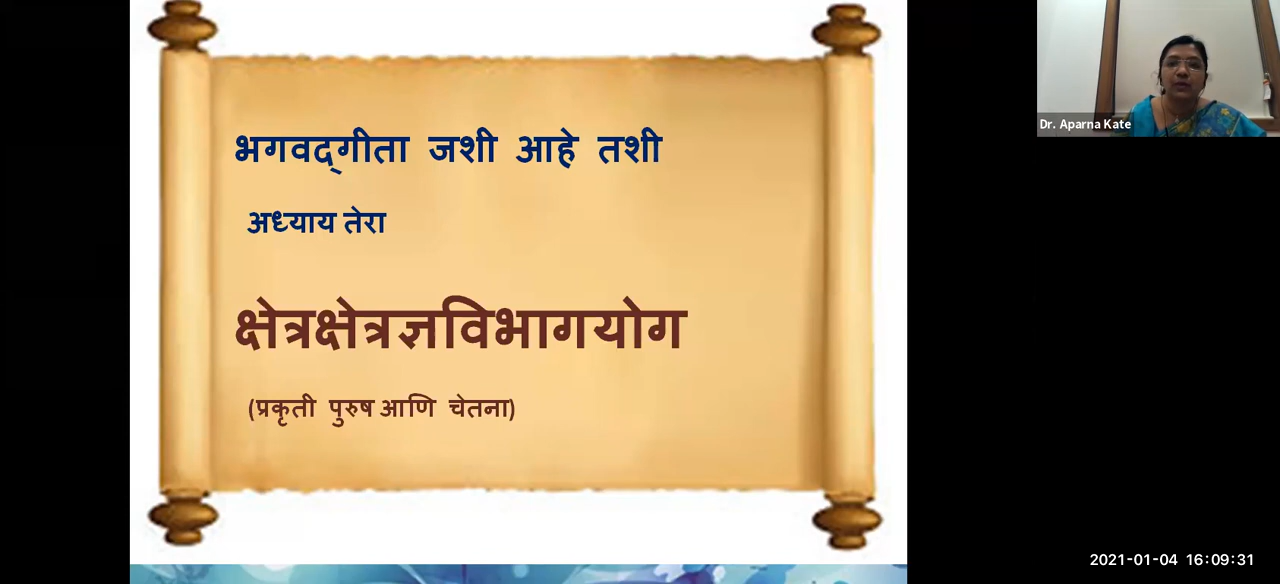 भगवद्‌गीता जशी आहे तशी
अध्याय तेरा
क्षेत्रक्षेत्रज्ञविभागयोग
(प्रकृती पुरुष आणि चेतना)
Dr. Aparna Kate
2021-01-04 16:09:31